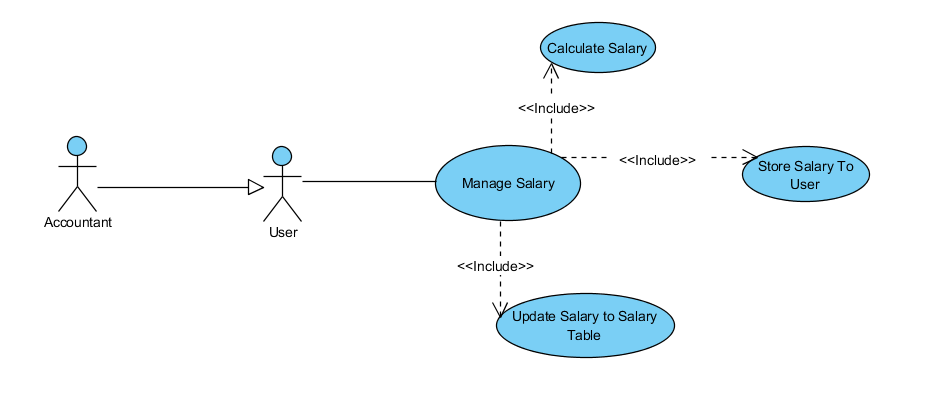 Calculate Salary
<<Include>>
<<Include>>
Store Salary To
User
Manage Salary
Accountant
User
<<Include>>
Update Salary to Salary
Table